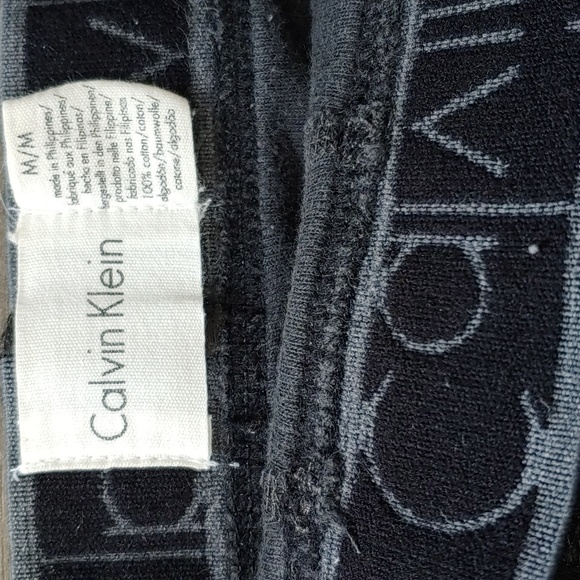 M/M
made in Philippines/
fabriqué aux Philippines/
hecho en Filipinas/
hergestellt in den Philippinen/
prodotto nelle Filippine/
fabricado nas Filipinas
100% cotton/coton/
algodón/baumwolle/
cotone/algodão
Calvin Klein
Calvin